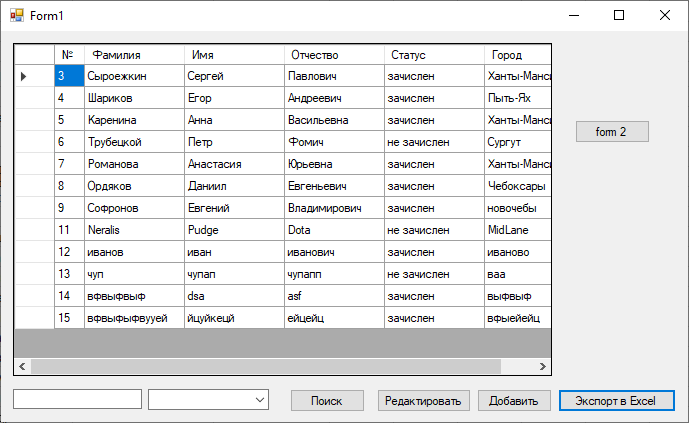 Form1
№ Фамилия Имя Отчество Статус Город
3 Сыроежкин Сергей Павлович зачислен Ханты-Манси
4 Шариков Егор Андреевич зачислен Пыть-Ях
form 2
5 Каренина Анна Васильевна зачислен Ханты-Манси
6 Трубецкой Петр Фомич не зачислен Сургут
7 Романова Анастасия Юрьевна зачислен Ханты-Манси
8 Ордяков Даниил Евгеньевич зачислен Чебоксары
9 Софронов Евгений Владимирович зачислен новочебы
11 Neralis Pudge Dota не зачислен MidLane
12 иванов иван иванович зачислен иваново
13 чуп чупап чупапп не зачислен ваа
14 вфвыфвыф dsa asf зачислен выфвыф
15 вфвыфыфвууей йцуйкецй ейцейц зачислен вфыейейц
Поиск Редактировать Добавить Экспорт в Excel